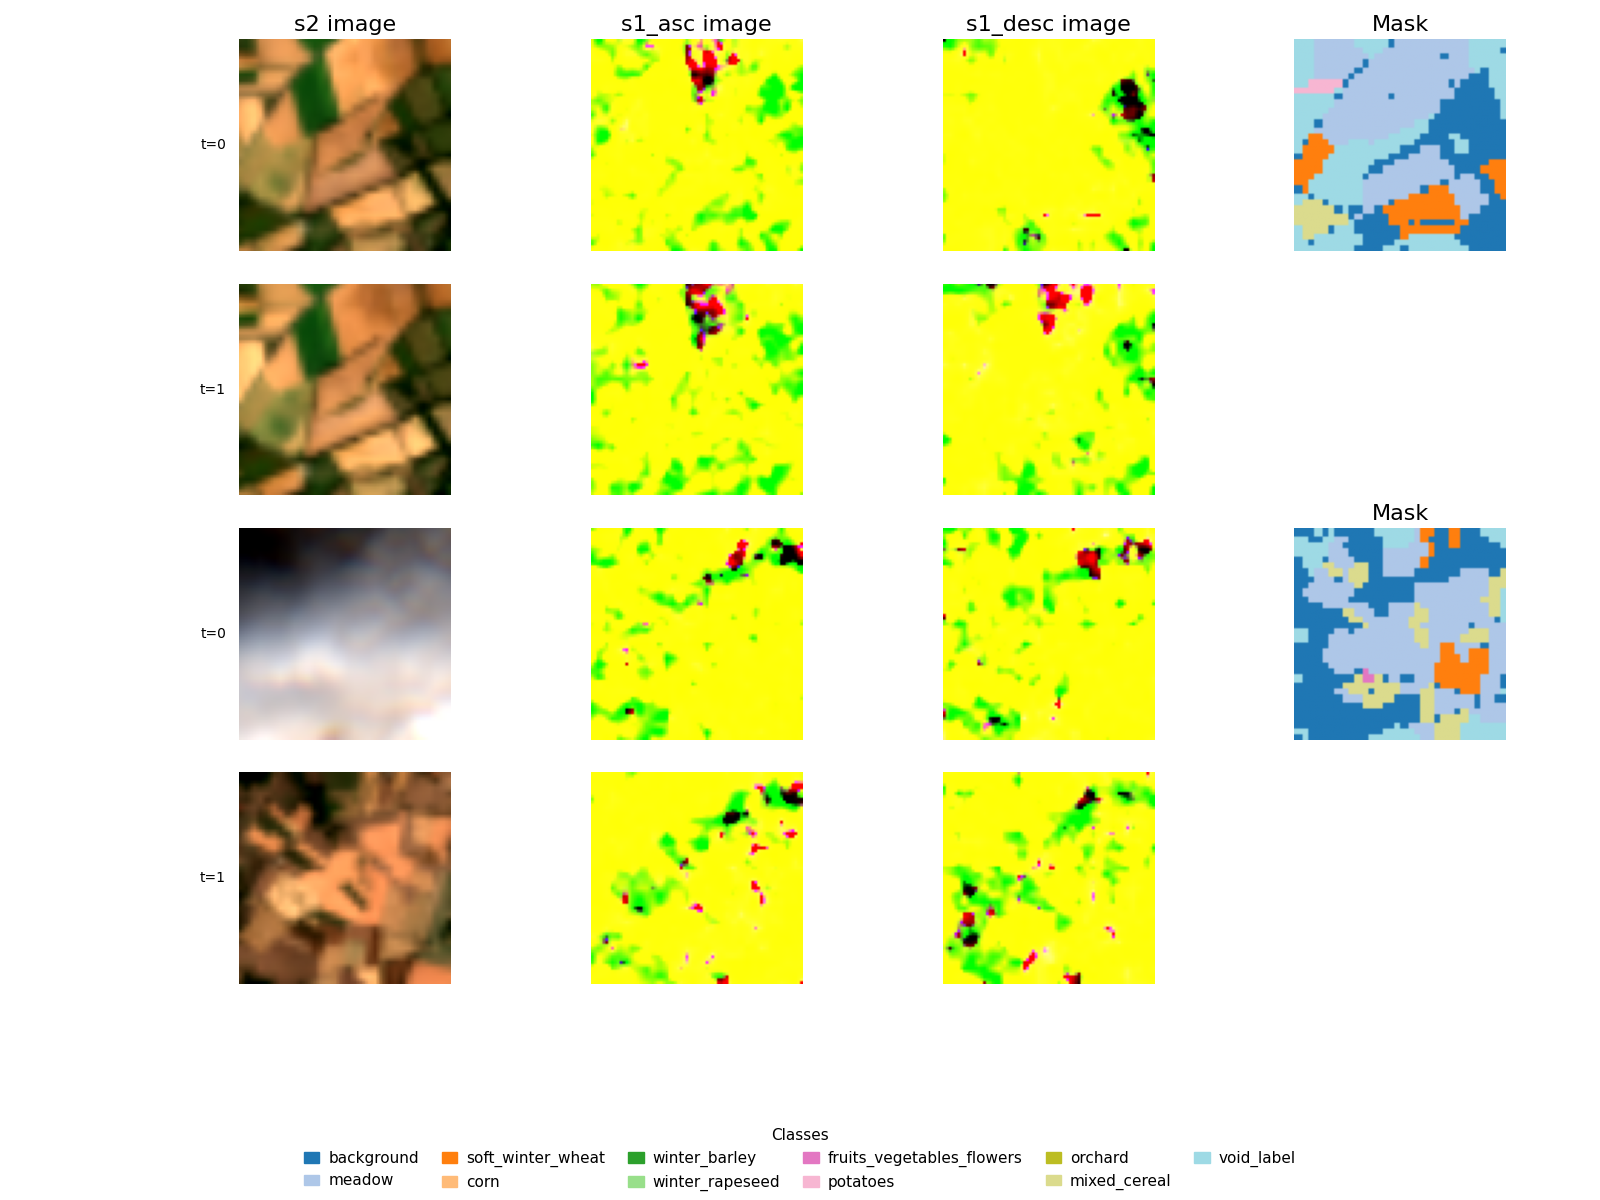 s2 image
s1_asc image
s1_desc image
Mask
t=0
t=1
Mask
t=0
t=1
Classes
background
soft_winter_wheat
winter_barley
fruits_vegetables_flowers
orchard
void_label
meadow
corn
winter_rapeseed
potatoes
mixed_cereal